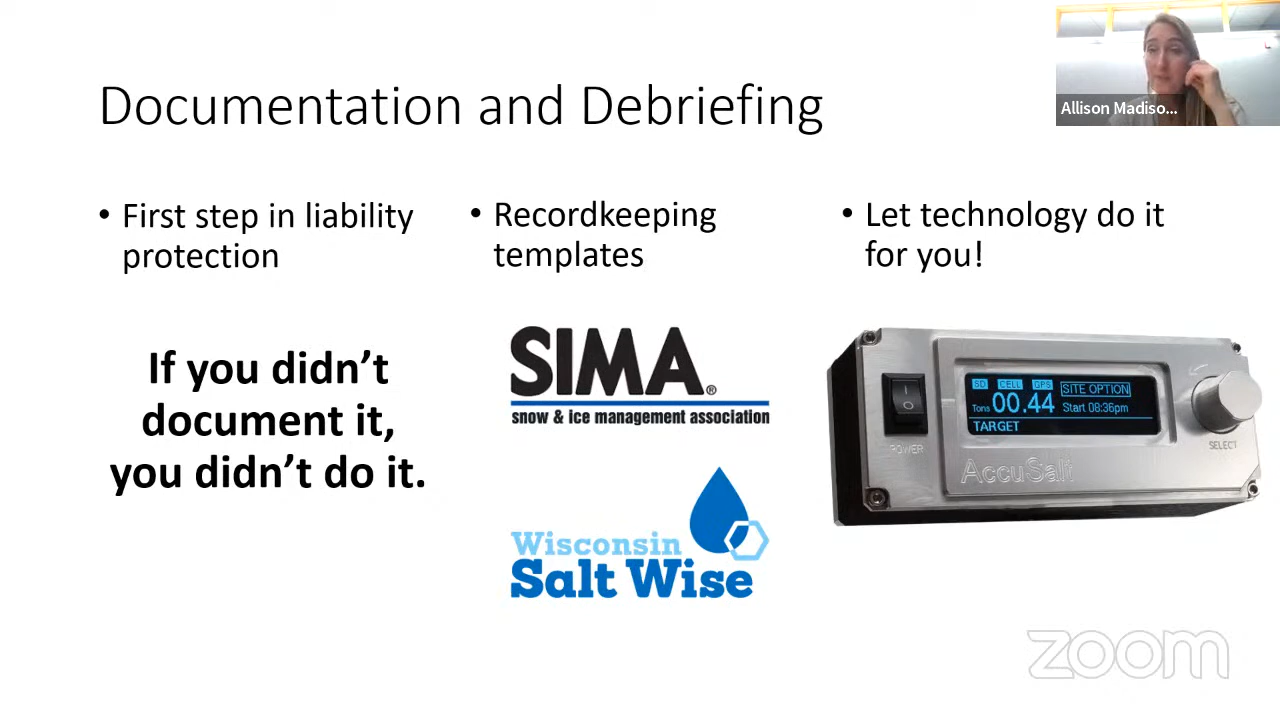 Documentation and Debriefing
Allison Madiso...
• First step in liability
protection
If you didn’t
document it,
you didn’t do it.
• Recordkeeping
templates
SIMA®
snow & ice management association
Wisconsin
Salt Wise
• Let technology do it
for you!
SD CELL GPS SITE OPTION
Tons 00.44 Start 08:36pm
TARGET
POWER
SELECT
AccuSalt
zoom